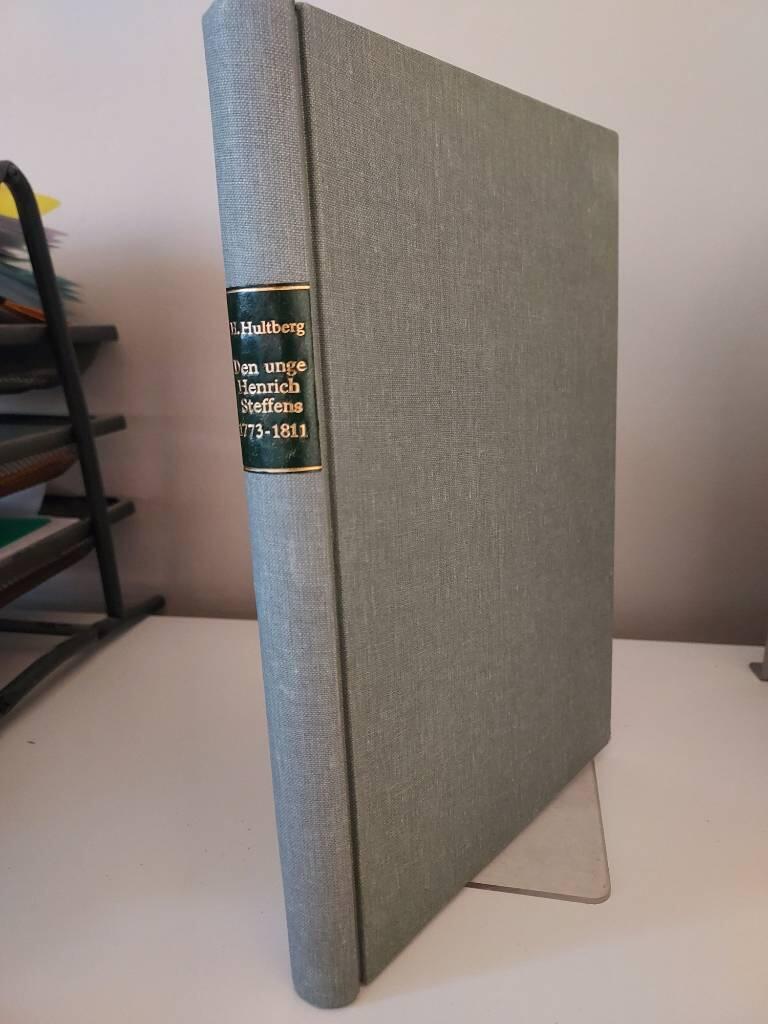 H. Hultberg
Den unge
Henrich
Steffens
1773-1811